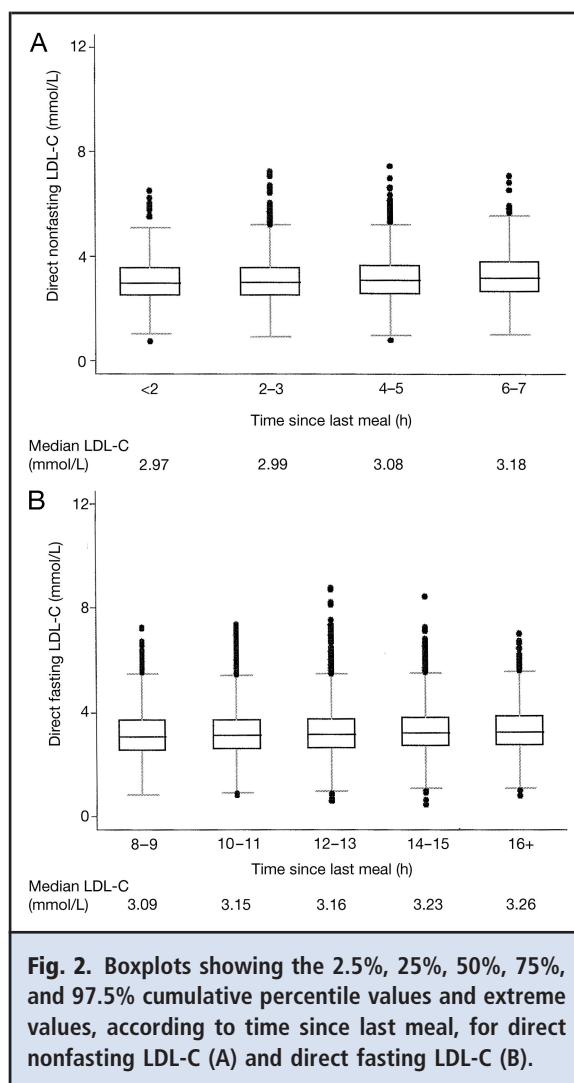 A
Direct nonfasting LDL-C (mmol/L)
12
8
4
0
<2 2–3 4–5 6–7
Time since last meal (h)
Median LDL-C
(mmol/L) 2.97 2.99 3.08 3.18
B
Direct fasting LDL-C (mmol/L)
12
8
4
0
8–9 10–11 12–13 14–15 16+
Time since last meal (h)
Median LDL-C
(mmol/L) 3.09 3.15 3.16 3.23 3.26
Fig. 2. Boxplots showing the 2.5%, 25%, 50%, 75%,
and 97.5% cumulative percentile values and extreme
values, according to time since last meal, for direct
nonfasting LDL-C (A) and direct fasting LDL-C (B).